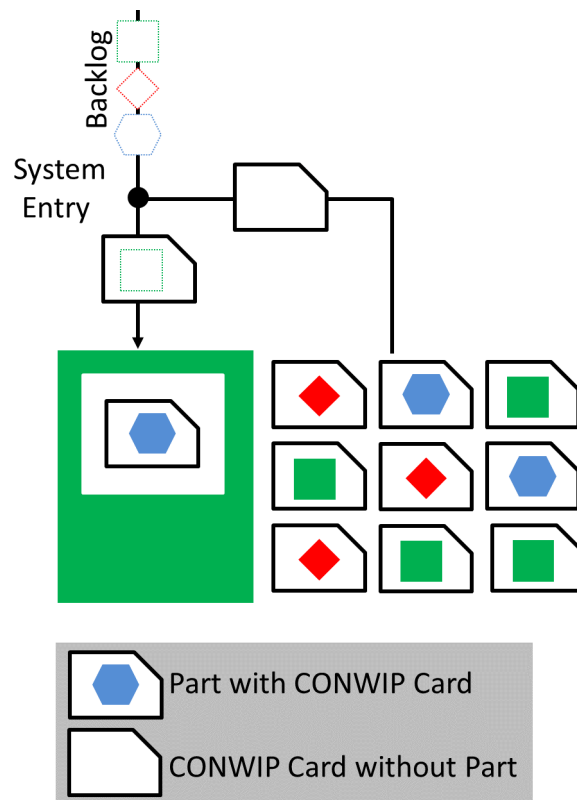 Backlog
System
Entry
Part with CONWIP Card
CONWIP Card without Part